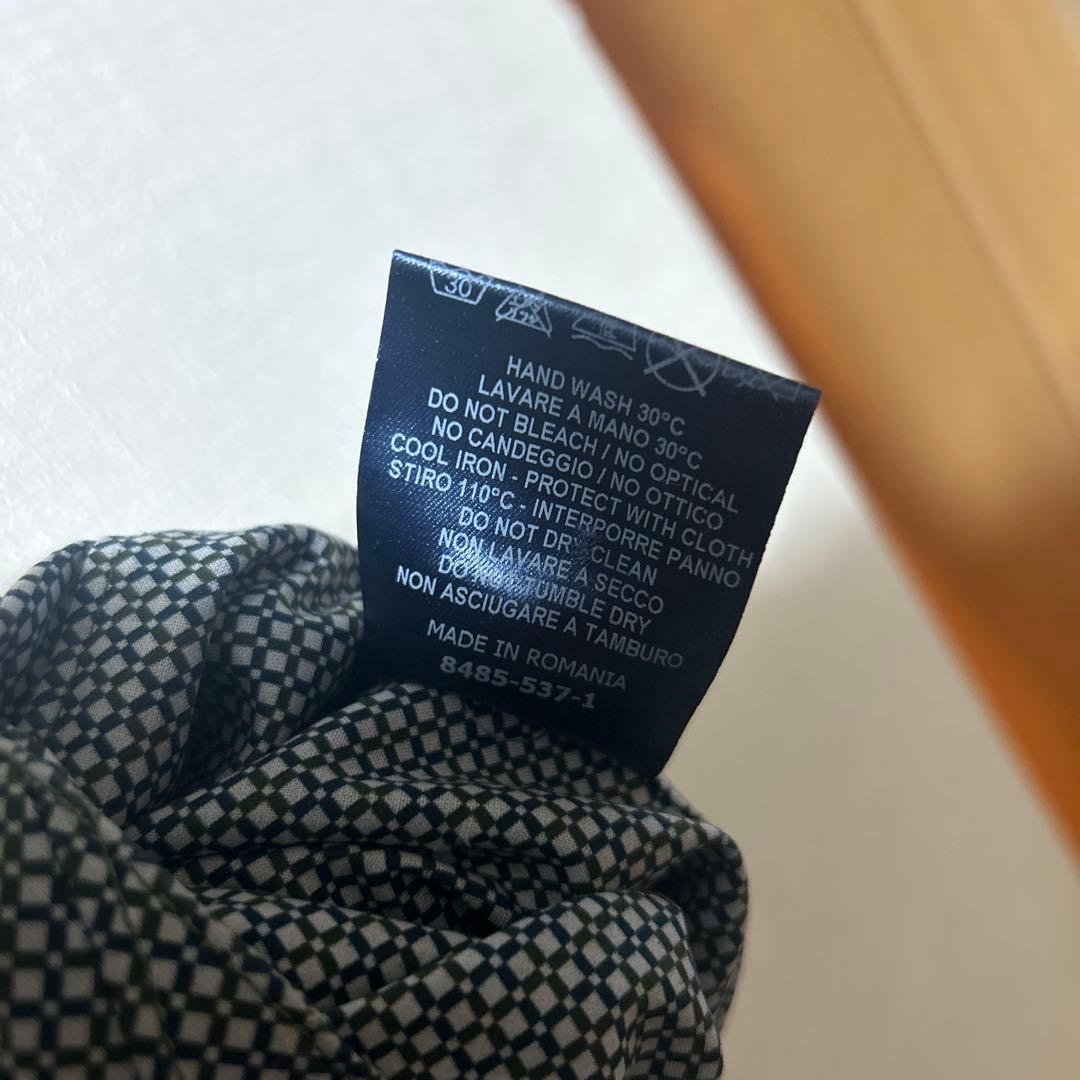 30
HAND WASH 30°C
LAVARE A MANO 30°C
DO NOT BLEACH / NO OPTICAL
NO CANDEGGIO / NO OTTICO
COOL IRON - PROTECT WITH CLOTH
STIRO 110°C - INTERPORRE PANNO
DO NOT DRY CLEAN
NON LAVARE A SECCO
DO NOT TUMBLE DRY
NON ASCIUGARE A TAMBURO
MADE IN ROMANIA
8485-537-1